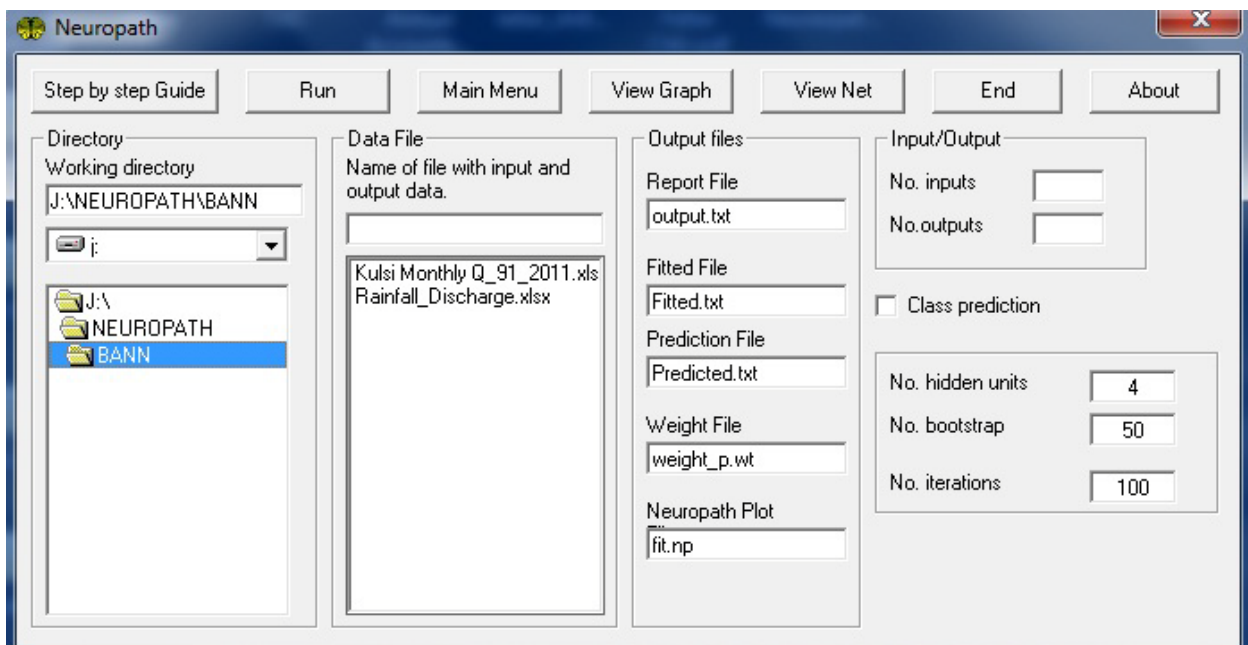 Neuropath
Step by step Guide
Run
Main Menu
View Graph
View Net
End
About
Directory
Working directory
J:\NEUROPATH\BANN
j:
J:\
NEUROPATH
BANN
Data File
Name of file with input and
output data.
Kulsi Monthly Q_91_2011.xls
Rainfall_Discharge.xlsx
Output files
Report File
output.txt
Fitted File
Fitted.txt
Prediction File
Predicted.txt
Weight File
weight_p.wt
Neuropath Plot
fit.np
Input/Output
No. inputs
No.outputs
Class prediction
No. hidden units
4
No. bootstrap
50
No. iterations
100